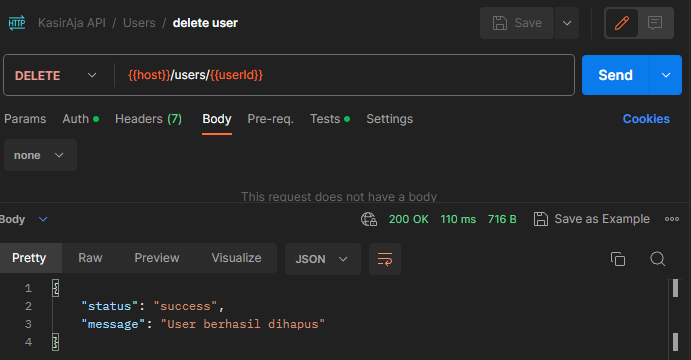 HTTP KasirAja API / Users / delete user Save
DELETE {{host}}/users/{{userId}} Send
Params Auth Headers (7) Body Pre-req. Tests Settings Cookies
none
This request does not have a body
Body 200 OK 110 ms 716 B Save as Example
Pretty Raw Preview Visualize JSON
1 {
2 "status": "success",
3 "message": "User berhasil dihapus"
4 }